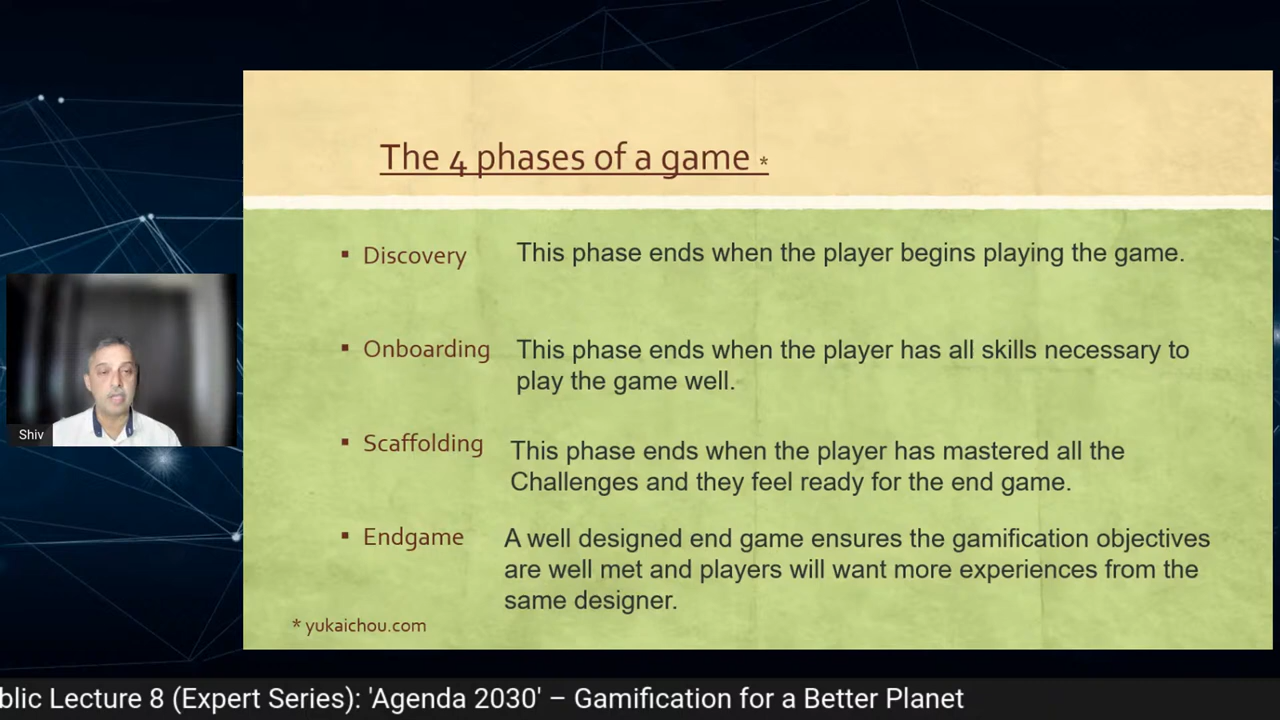 The 4 phases of a game *
▪ Discovery This phase ends when the player begins playing the game.
▪ Onboarding This phase ends when the player has all skills necessary to
play the game well.
▪ Scaffolding This phase ends when the player has mastered all the
Challenges and they feel ready for the end game.
▪ Endgame A well designed end game ensures the gamification objectives
are well met and players will want more experiences from the
same designer.
* yukaichou.com
Shiv
blic Lecture 8 (Expert Series): 'Agenda 2030' – Gamification for a Better Planet